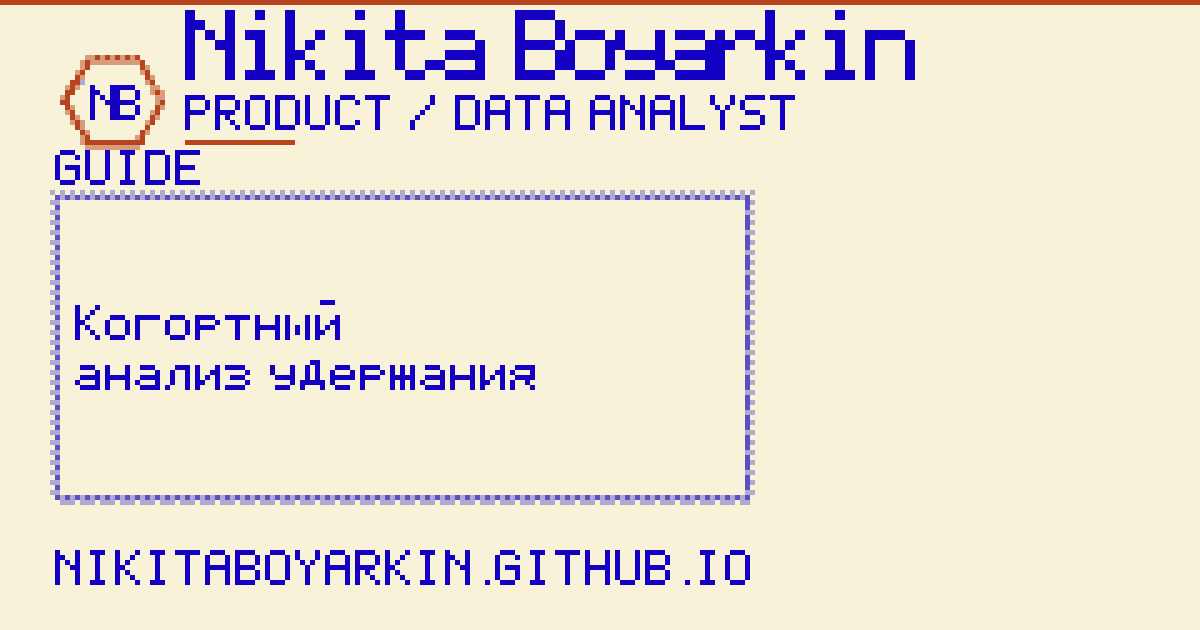 Nikita Boyarkin
NB
PRODUCT / DATA ANALYST
GUIDE
Когортный
анализ удержания
NIKITABOYARKIN.GITHUB.IO